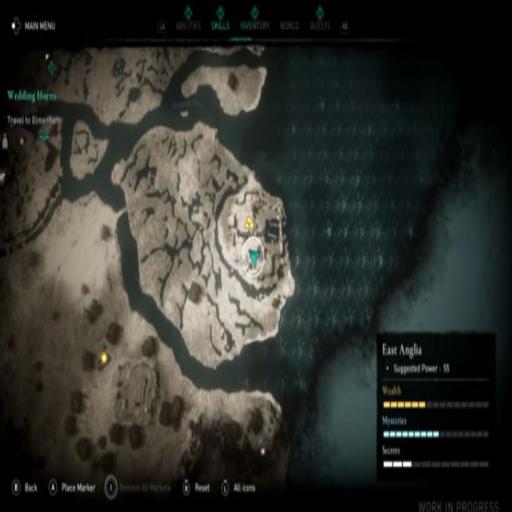 MAIN MENU
ABILITIES
SKILLS
INVENTORY
WORLD
QUESTS
Wedding Horns
Travel to Elmenham
East Anglia
Suggested Power : 55
Wealth
Mysteries
Secrets
B Back
A Place Marker
X Remove All Markers
R Reset
L All icons
WORK IN PROGRESS